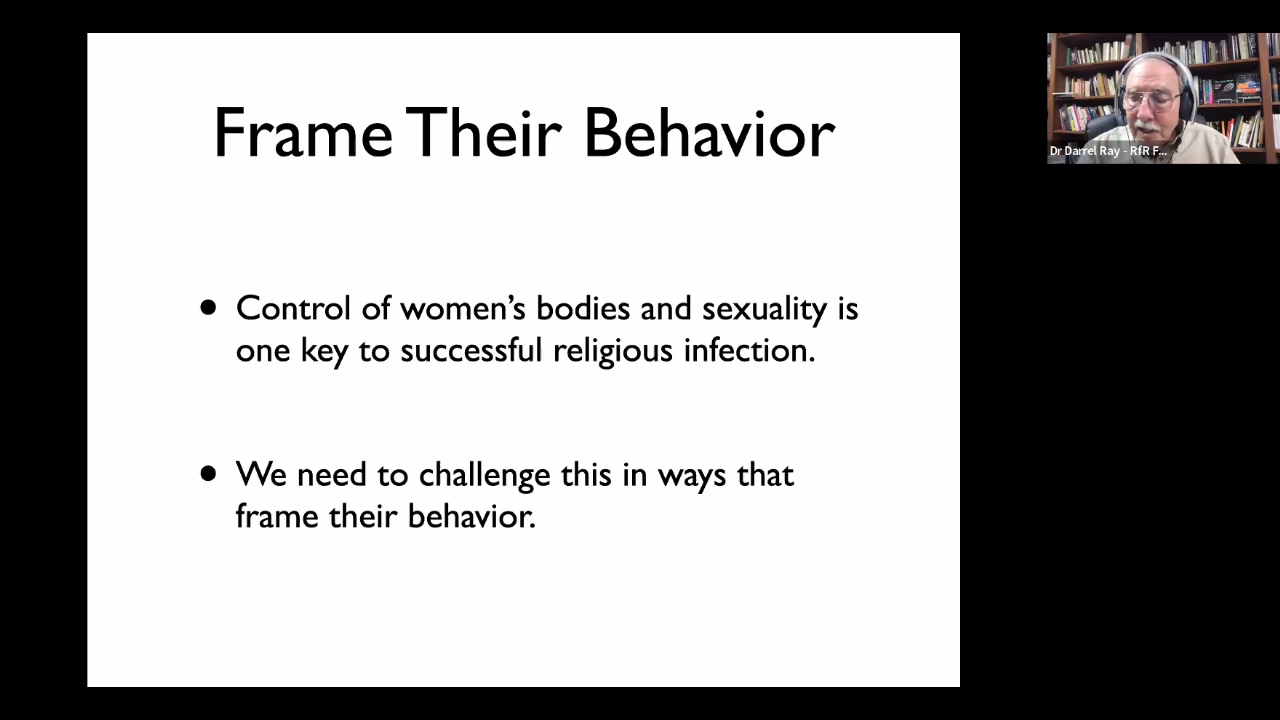 Frame Their Behavior
• Control of women’s bodies and sexuality is
one key to successful religious infection.
• We need to challenge this in ways that
frame their behavior.
Dr Darrel Ray - RfR F...